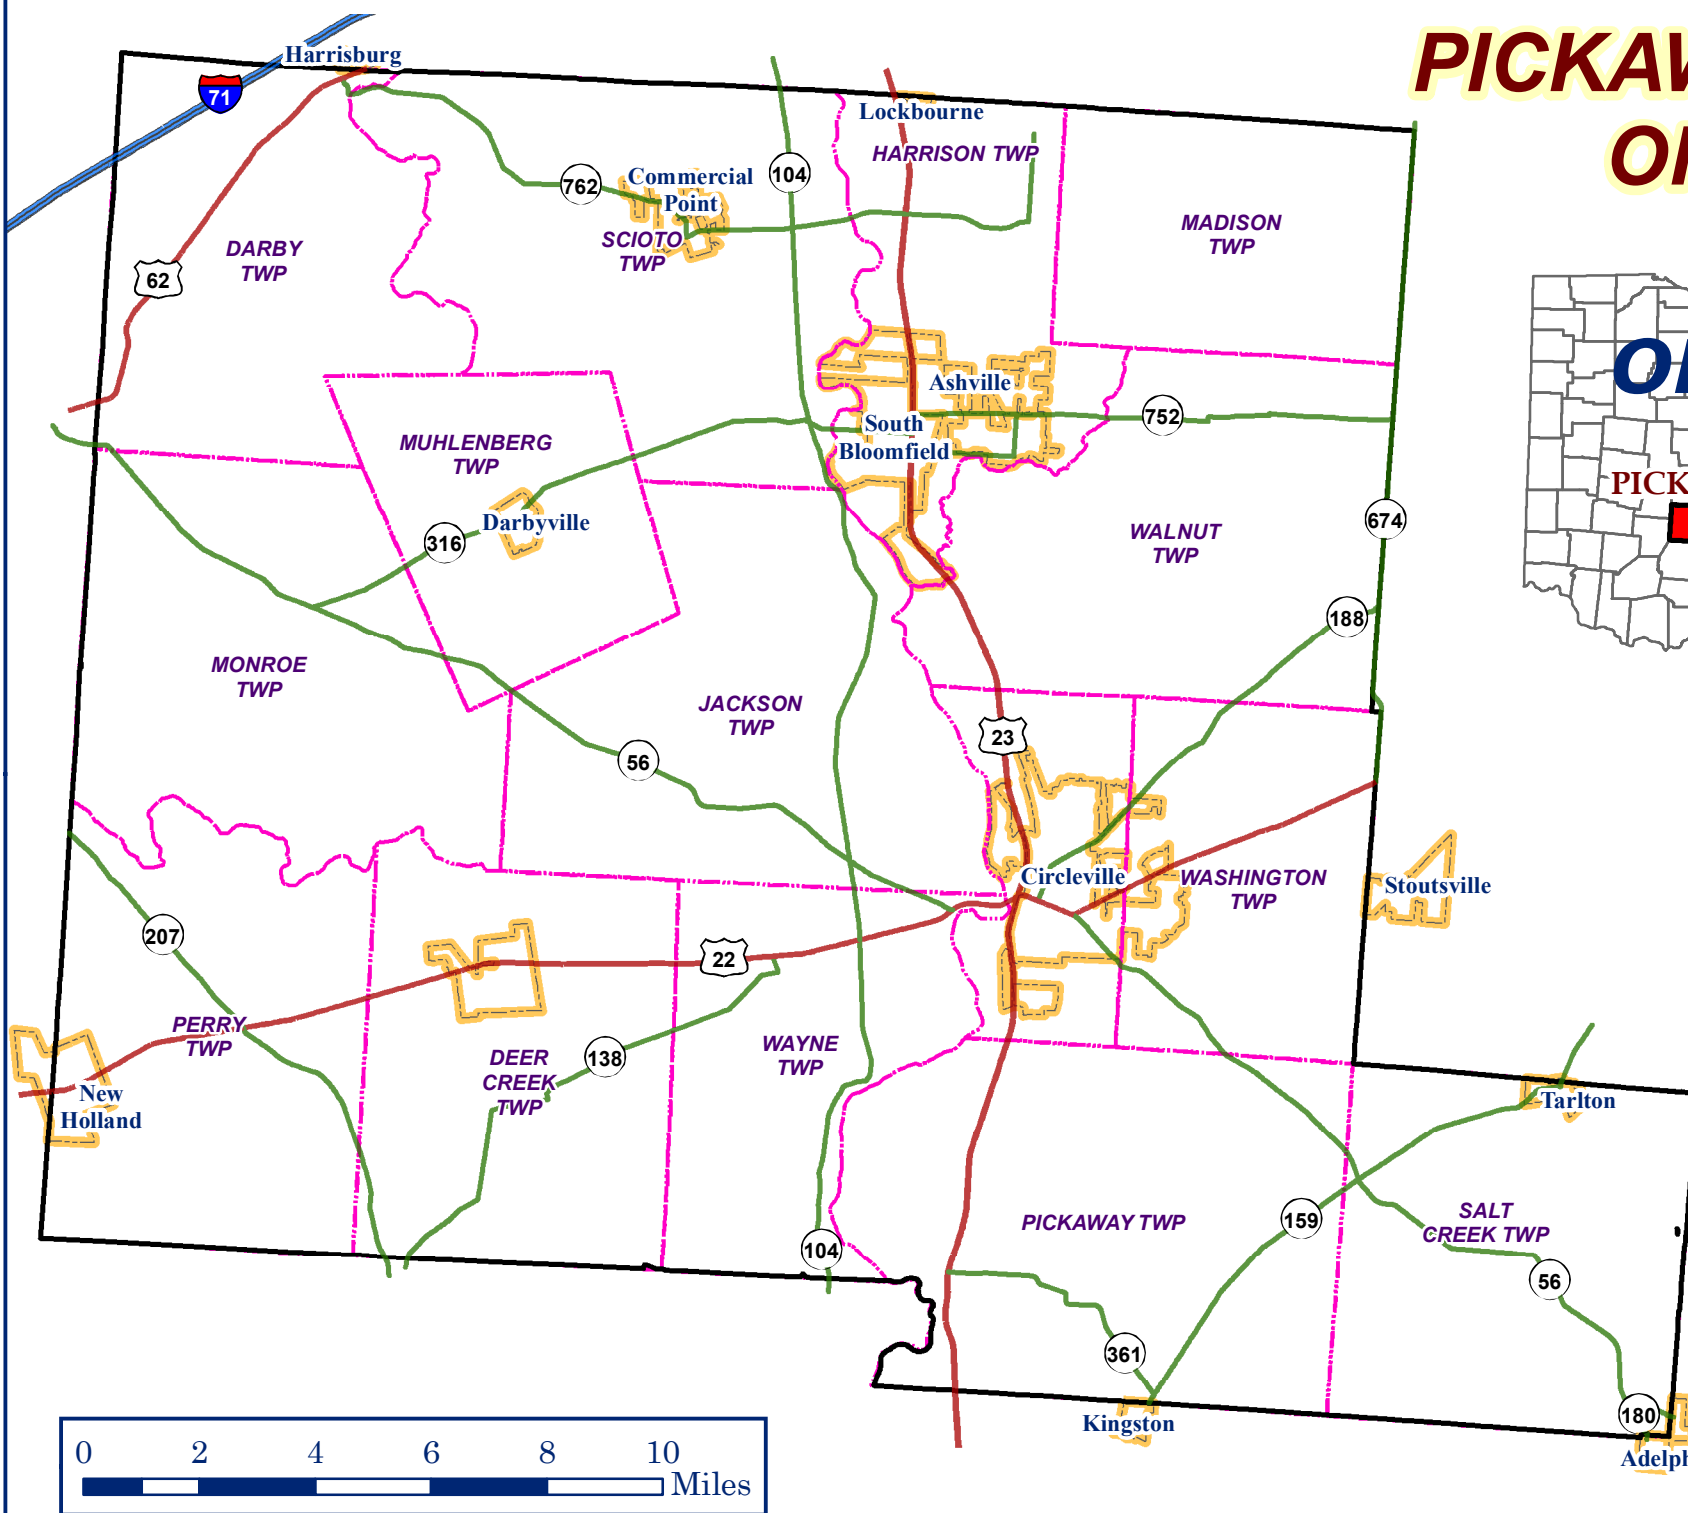 PICKAW
Harrisburg
71
Lockbourne
HARRISON TWP
OH
104
762
Commercial
Point
SCIOTO
TWP
MADISON
TWP
DARBY
TWP
62
OH
Ashville
752
South
Bloomfield
MUHLENBERG
TWP
PICK
Darbyville
316
WALNUT
TWP
674
188
MONROE
TWP
JACKSON
TWP
23
56
Circleville
WASHINGTON
TWP
Stoutsville
207
22
PERRY
TWP
DEER
CREEK
TWP
138
WAYNE
TWP
New
Holland
Tarlton
PICKAWAY TWP
159
SALT
CREEK TWP
104
56
361
Kingston
180
Adelph
0 2 4 6 8 10
Miles